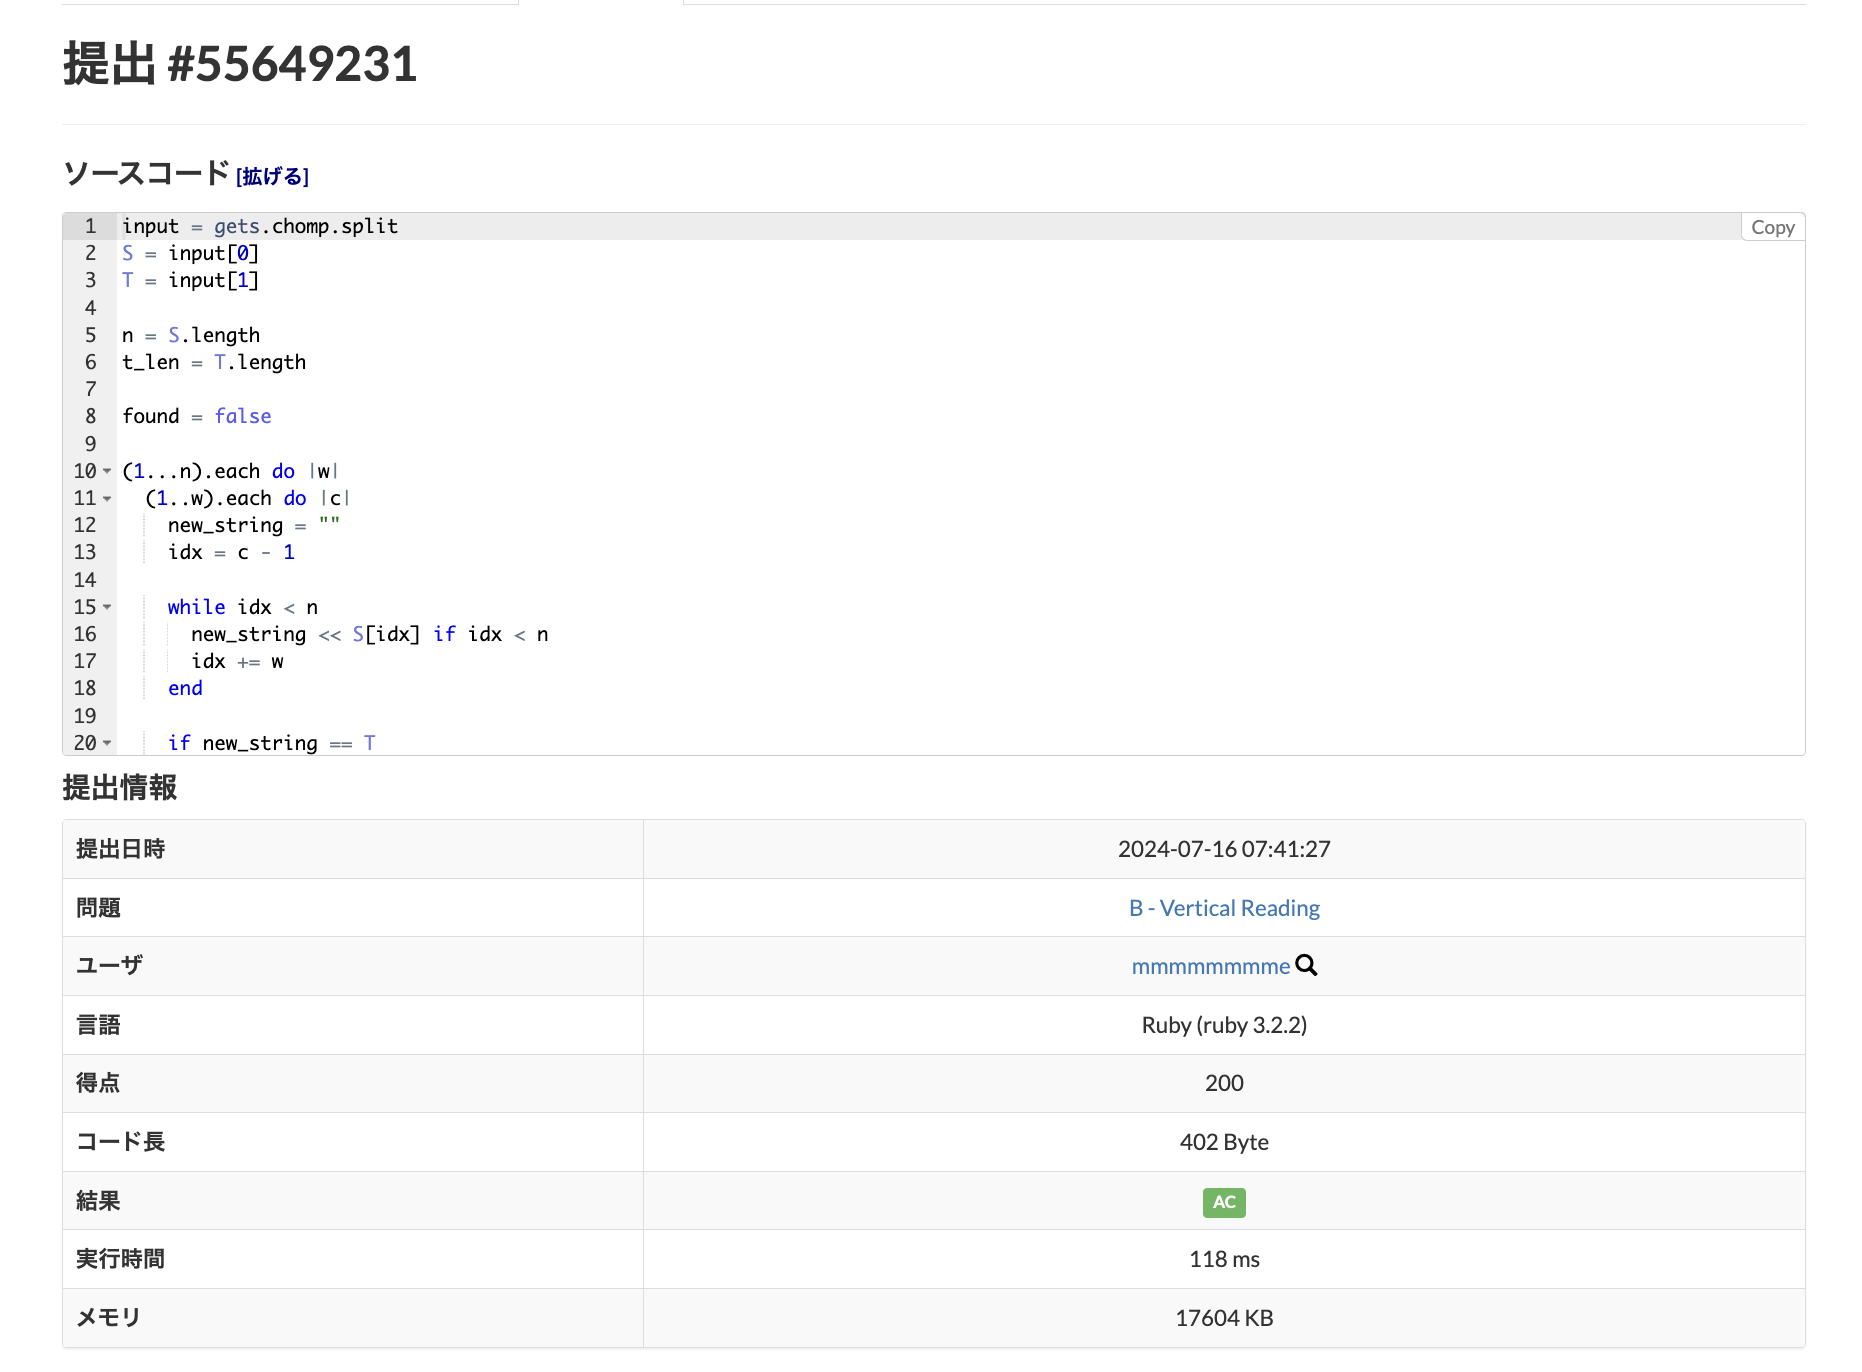 提出 #55649231
ソースコード [拡げる]
Copy
1 input = gets.chomp.split
2 S = input[0]
3 T = input[1]
4
5 n = S.length
6 t_len = T.length
7
8 found = false
9
10 (1...n).each do |w|
11   (1..w).each do |c|
12     new_string = ""
13     idx = c - 1
14
15     while idx < n
16       new_string << S[idx] if idx < n
17       idx += w
18     end
19
20     if new_string == T
提出情報
提出日時 2024-07-16 07:41:27
問題 B - Vertical Reading
ユーザ mmmmmmmme
言語 Ruby (ruby 3.2.2)
得点 200
コード長 402 Byte
結果 AC
実行時間 118 ms
メモリ 17604 KB